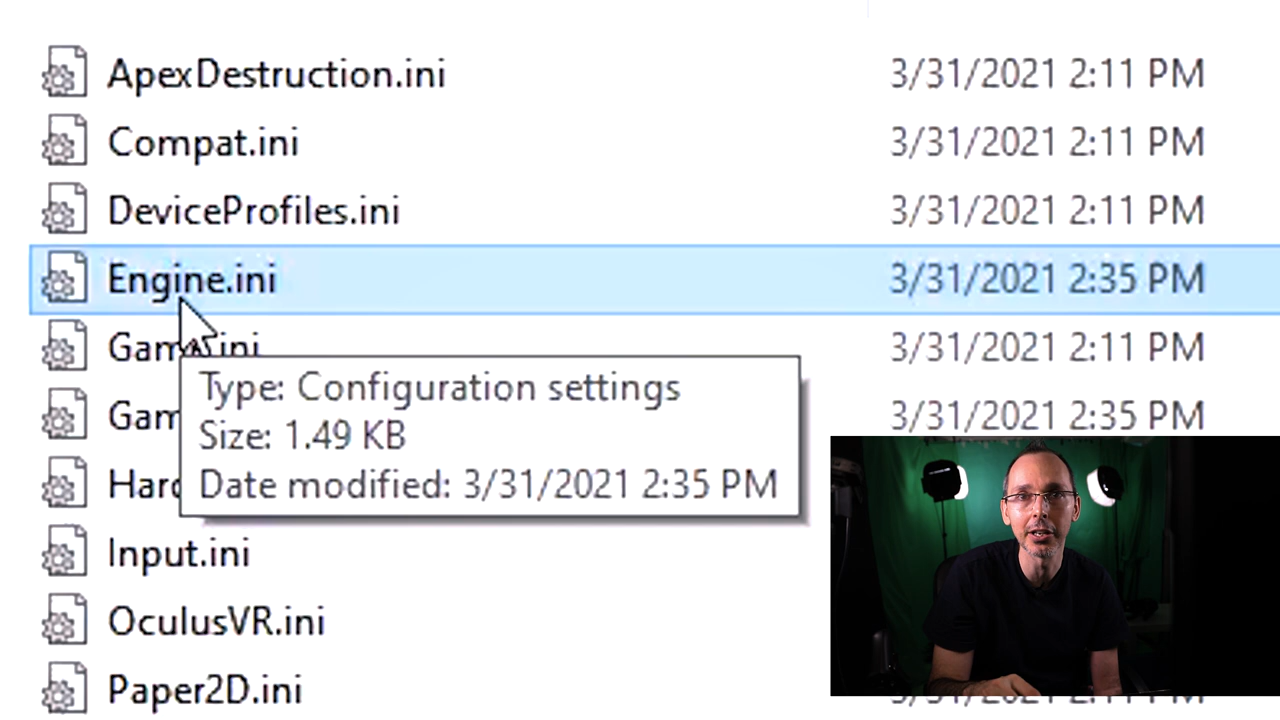 ApexDestruction.ini 3/31/2021 2:11 PM
Compat.ini 3/31/2021 2:11 PM
DeviceProfiles.ini 3/31/2021 2:11 PM
Engine.ini 3/31/2021 2:35 PM
3/31/2021 2:11 PM
3/31/2021 2:35 PM
Type: Configuration settings
Size: 1.49 KB
Date modified: 3/31/2021 2:35 PM
Input.ini
OculusVR.ini
Paper2D.ini